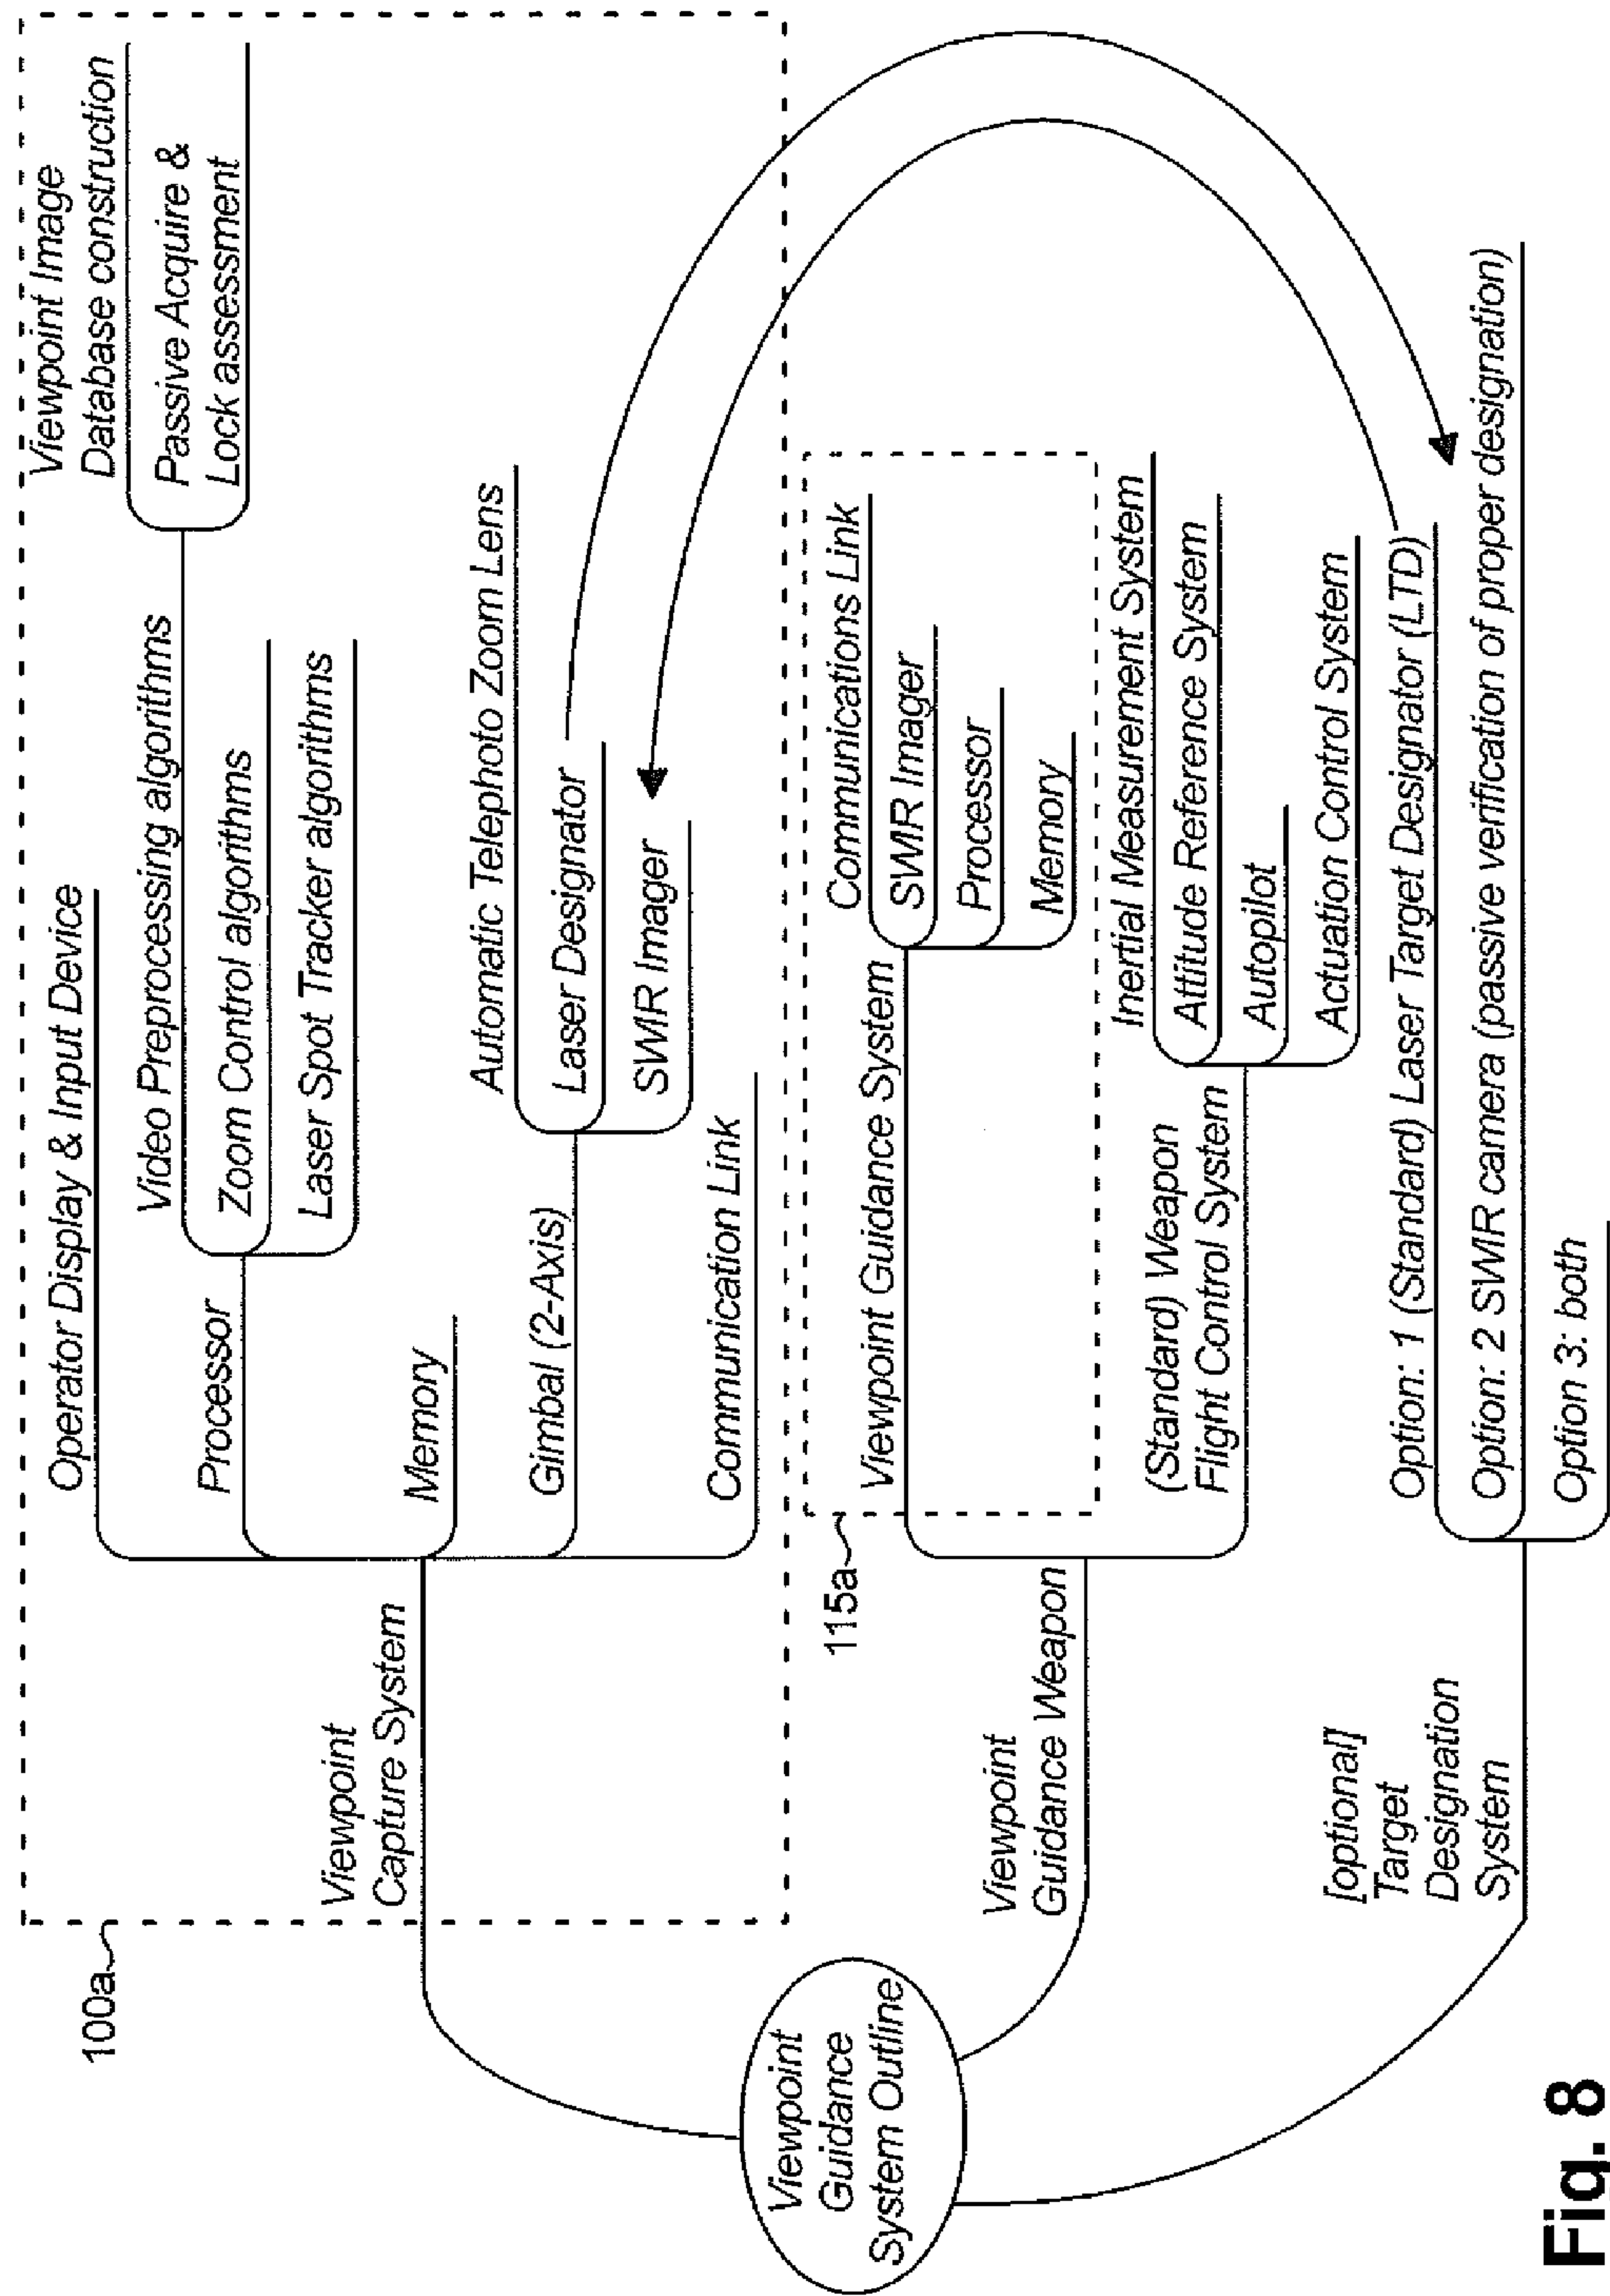 100a
Viewpoint
Capture System
Operator Display & Input Device
Processor
Video Preprocessing algorithms
Viewpoint Image
Database construction
Passive Acquire &
Lock assessment
Zoom Control algorithms
Laser Spot Tracker algorithms
Memory
Gimbal (2-Axis)
Automatic Telephoto Zoom Lens
Laser Designator
SWIR Imager
Communication Link
Viewpoint
Guidance
System Outline
115a
Viewpoint
Guidance Weapon
Viewpoint Guidance System
Communications Link
SWIR Imager
Processor
Memory
(Standard) Weapon
Flight Control System
Inertial Measurement System
Attitude Reference System
Autopilot
Actuation Control System
[optional]
Target
Designation
System
Option: 1 (Standard) Laser Target Designator (LTD)
Option: 2 SWIR camera (passive verification of proper designation)
Option 3: both
Fig. 8